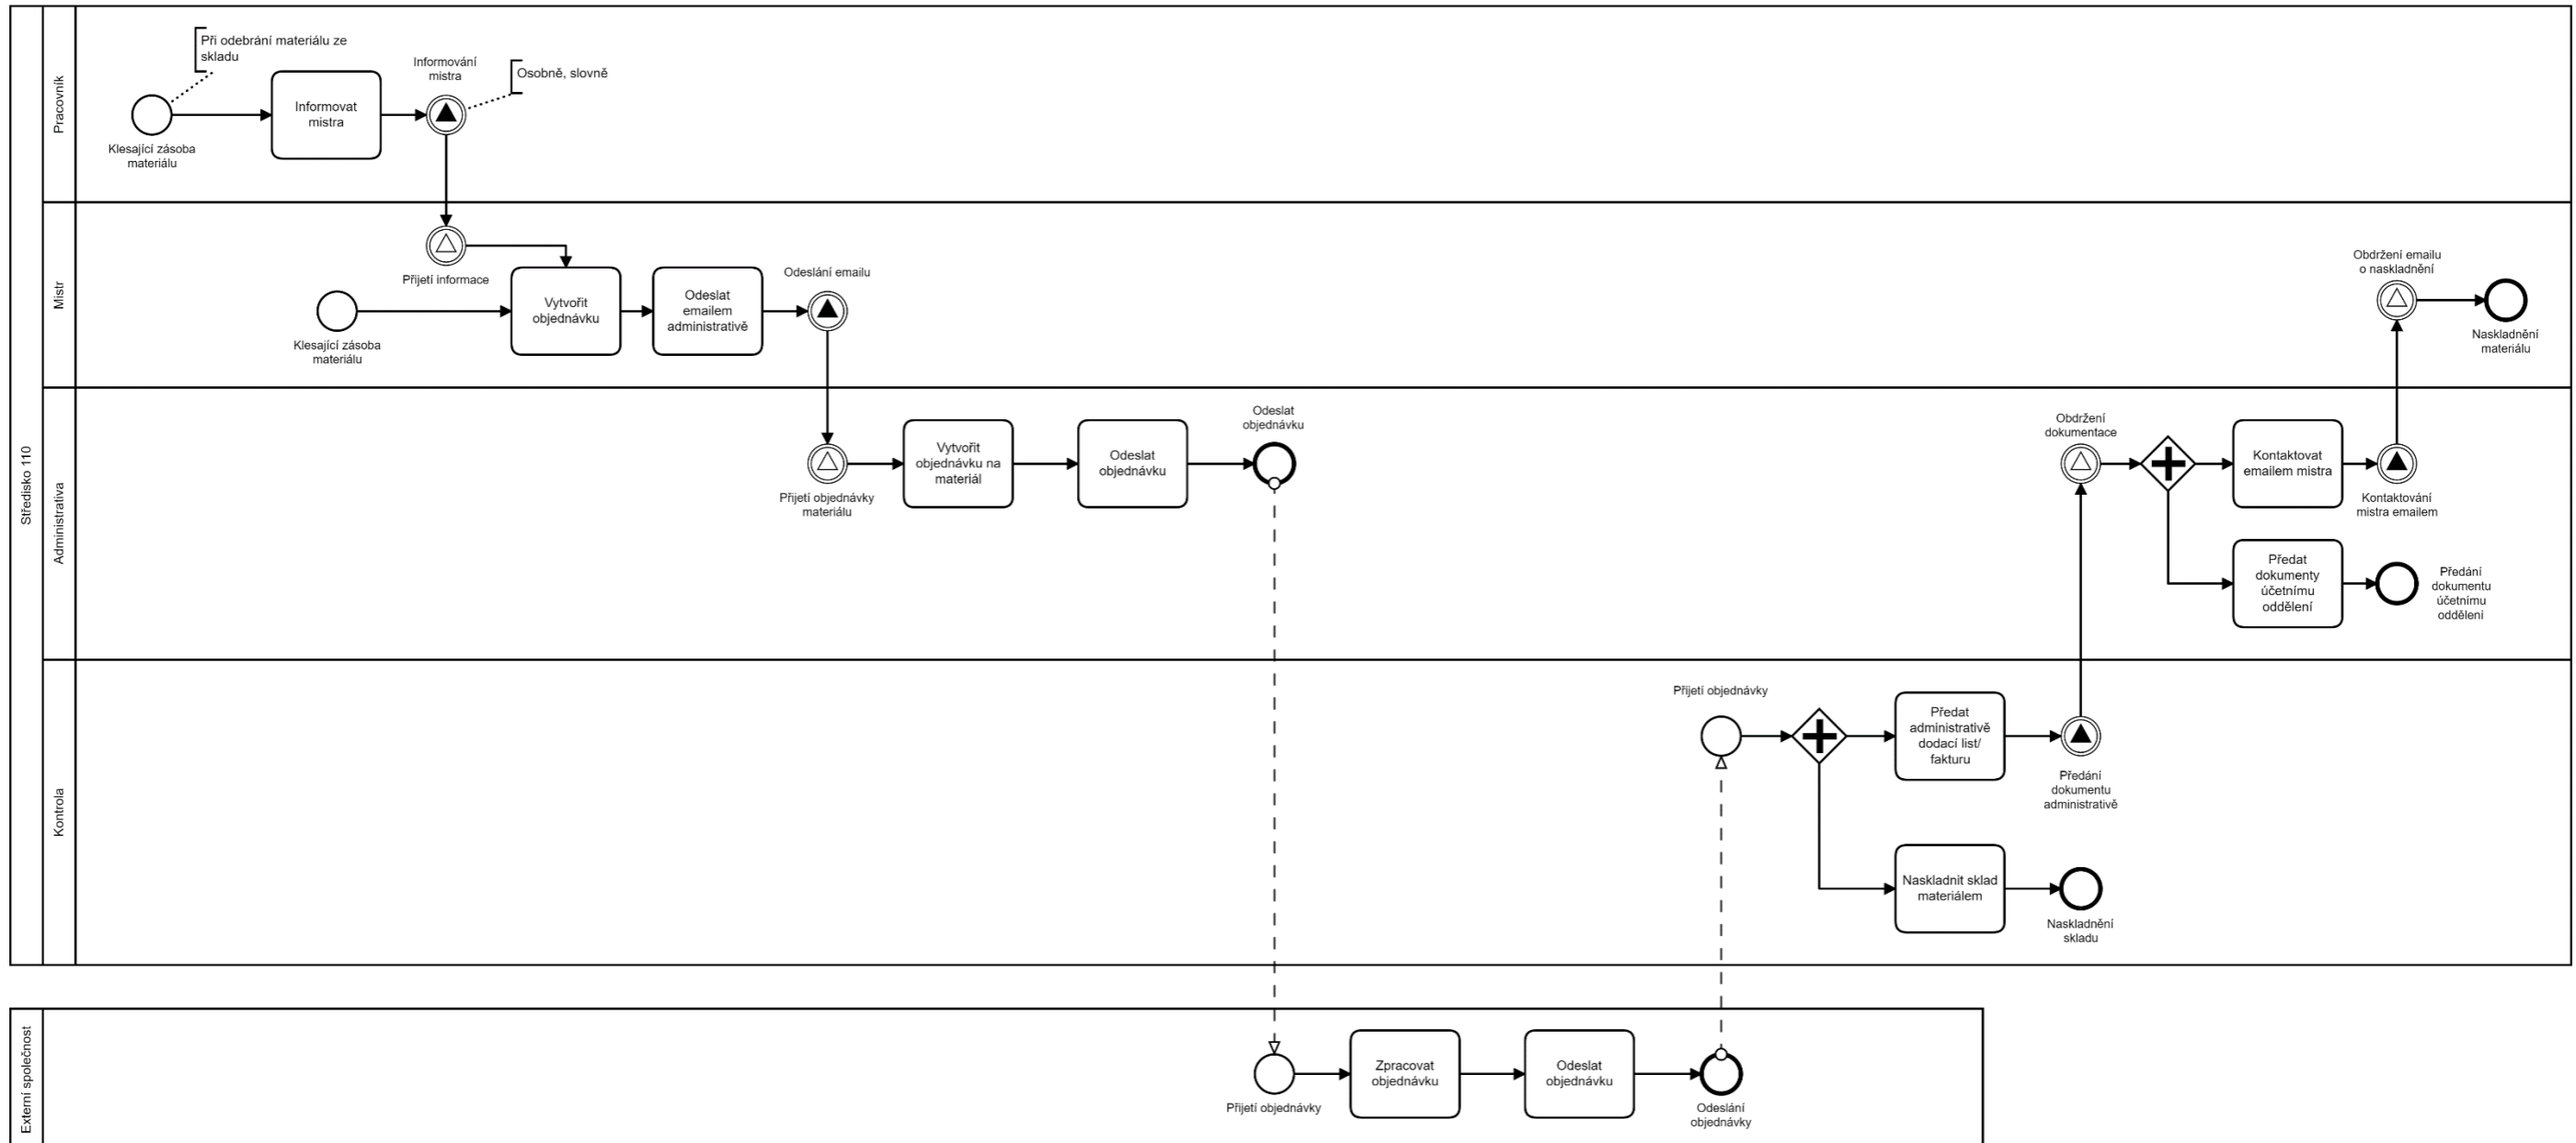 Středisko 110
Pracovník
Při odebrání materiálu ze
skladu
Klesající zásoba
materiálu
Informovat
mistra
Informování
mistra
Osobně, slovně
Mistr
Přijetí informace
Klesající zásoba
materiálu
Vytvořit
objednávku
Odeslat
emailem
administrativě
Odeslání emailu
Obdržení emailu
o naskladnění
Naskladnění
materiálu
Administrativa
Přijetí objednávky
materiálu
Vytvořit
objednávku na
materiál
Odeslat
objednávku
Odeslat
objednávku
Obdržení
dokumentace
Kontaktovat
emailem mistra
Kontaktování
mistra emailem
Předat
dokumenty
účetnímu
oddělení
Předání
dokumentu
účetnímu
oddělení
Kontrola
Přijetí objednávky
Předat
administrativě
dodací list/
fakturu
Předání
dokumentu
administrativě
Naskladnit sklad
materiálem
Naskladnění
skladu
Externí společnost
Přijetí objednávky
Zpracovat
objednávku
Odeslat
objednávku
Odeslání
objednávky